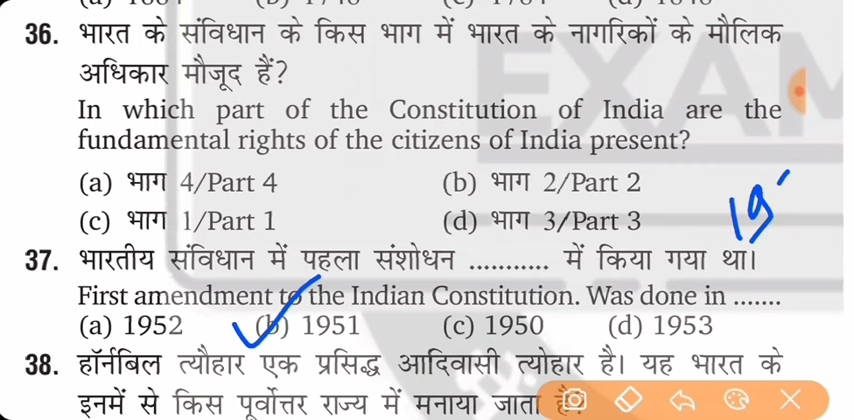 36. भारत के संविधान के किस भाग में भारत के नागरिकों के मौलिक
अधिकार मौजूद हैं?
In which part of the Constitution of India are the
fundamental rights of the citizens of India present?
(a) भाग 4/Part 4 (b) भाग 2/Part 2
(c) भाग 1/Part 1 (d) भाग 3/Part 3
19
37. भारतीय संविधान में पहला संशोधन ............ में किया गया था।
First amendment to the Indian Constitution. Was done in .......
(a) 1952 (b) 1951 (c) 1950 (d) 1953
38. हॉर्नबिल त्यौहार एक प्रसिद्ध आदिवासी त्योहार है। यह भारत के
इनमें से किस पूर्वोत्तर राज्य में मनाया जाता है?